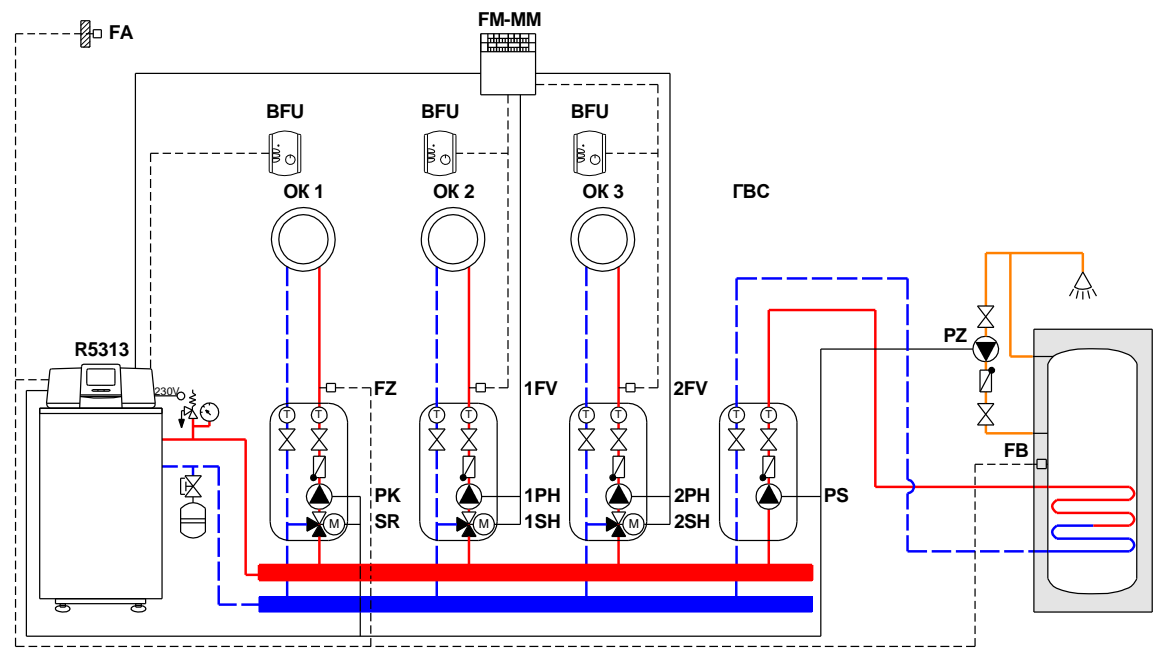 FM-MM
FA
BFU
BFU
BFU
ОК 1
ОК 2
ОК 3
ГВС
R5313
PZ
230V
FZ
1FV
2FV
T
T
T
T
T
T
T
T
FB
PK
1PH
2PH
PS
M
SR
M
1SH
M
2SH